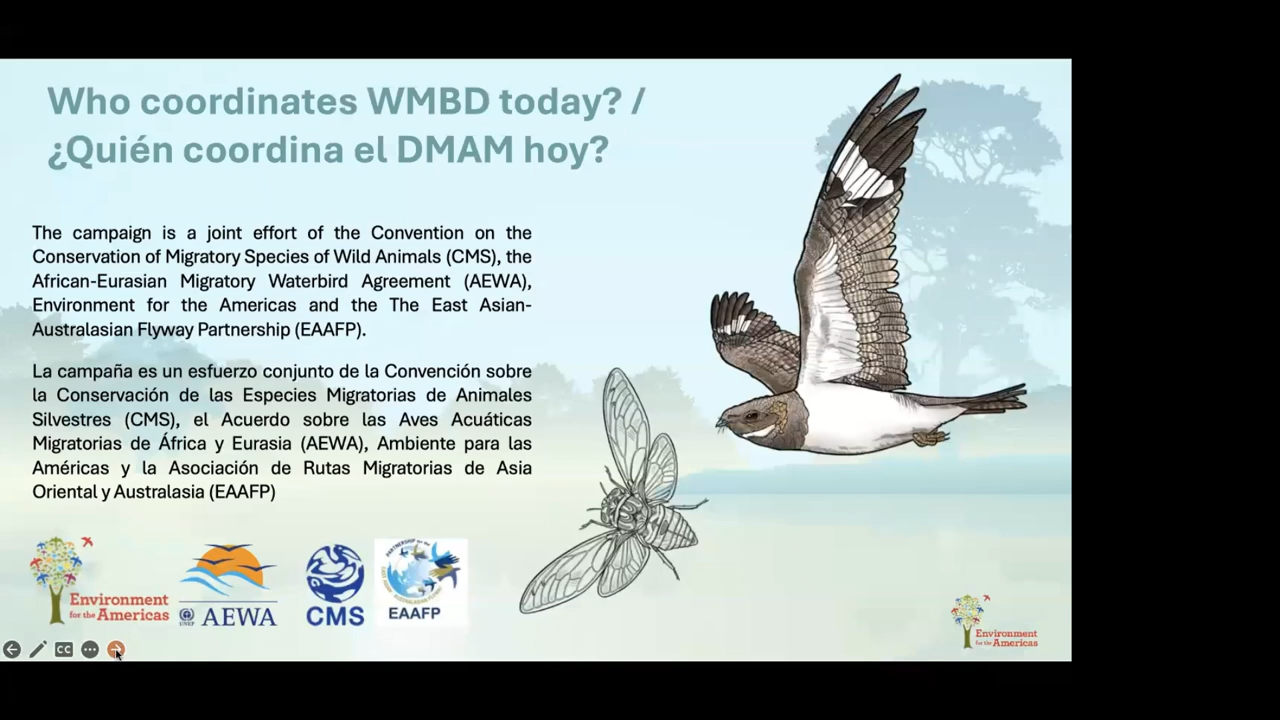 Who coordinates WMBD today? /
¿Quién coordina el DMAM hoy?
The campaign is a joint effort of the Convention on the
Conservation of Migratory Species of Wild Animals (CMS), the
African-Eurasian Migratory Waterbird Agreement (AEWA),
Environment for the Americas and the The East Asian-
Australasian Flyway Partnership (EAAFP).
La campaña es un esfuerzo conjunto de la Convención sobre
la Conservación de las Especies Migratorias de Animales
Silvestres (CMS), el Acuerdo sobre las Aves Acuáticas
Migratorias de África y Eurasia (AEWA), Ambiente para las
Américas y la Asociación de Rutas Migratorias de Asia
Oriental y Australasia (EAAFP)
Environment
for the Americas
UNEP
AEWA
CMS
PARTNERSHIP for the
EAAFP
CC
Environment
for the Americas